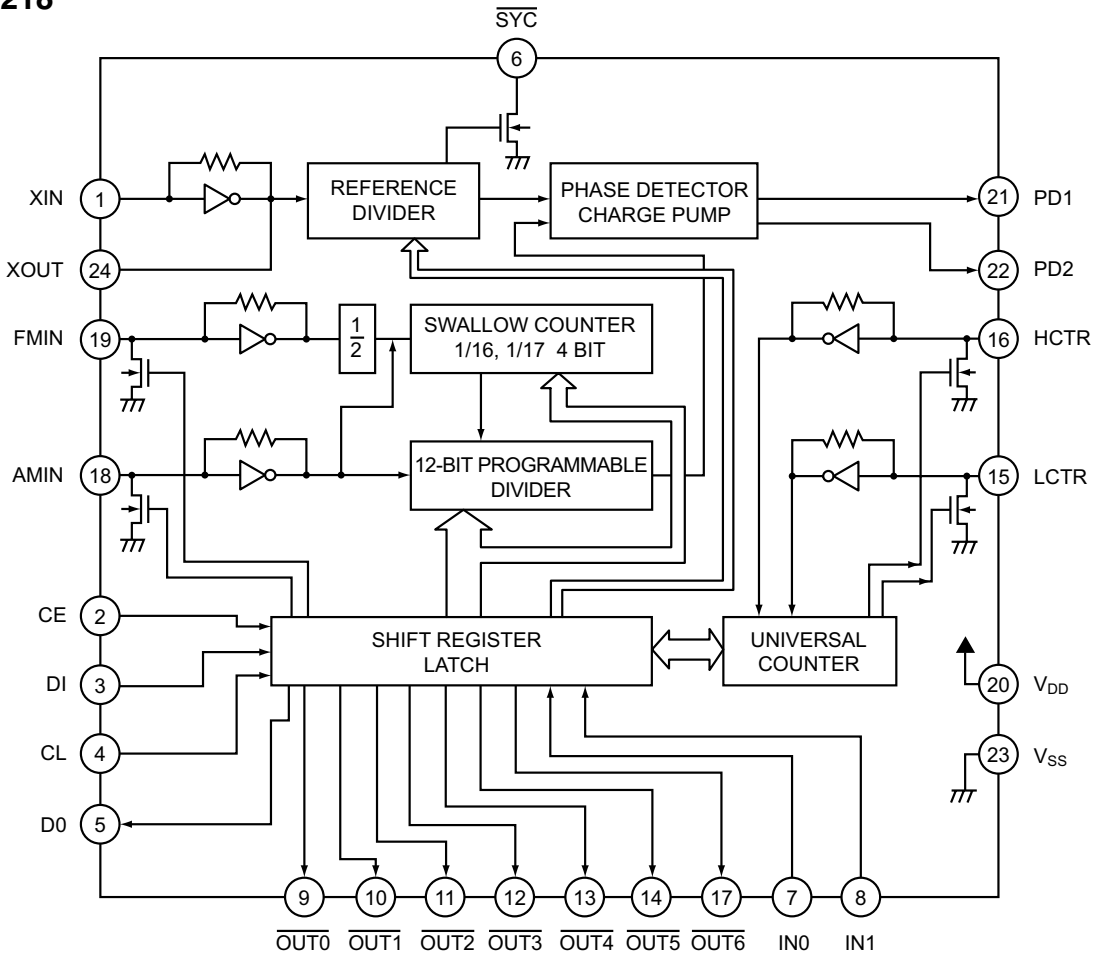 218
SYC
6
XIN
1
REFERENCE
DIVIDER
PHASE DETECTOR
CHARGE PUMP
21
PD1
XOUT
24
22
PD2
FMIN
19
1
2
SWALLOW COUNTER
1/16, 1/17 4 BIT
16
HCTR
AMIN
18
12-BIT PROGRAMMABLE
DIVIDER
15
LCTR
CE
2
SHIFT REGISTER
LATCH
UNIVERSAL
COUNTER
DI
3
20
VDD
CL
4
23
VSS
D0
5
9
10
11
12
13
14
17
7
8
OUT0
OUT1
OUT2
OUT3
OUT4
OUT5
OUT6
IN0
IN1